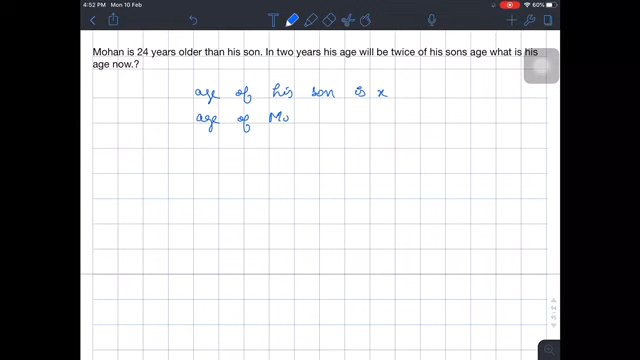 4:52 PM Mon 10 Feb 60%
Mohan is 24 years older than his son. In two years his age will be twice of his sons age what is his
age now.?
age of his son is x
age of Mo